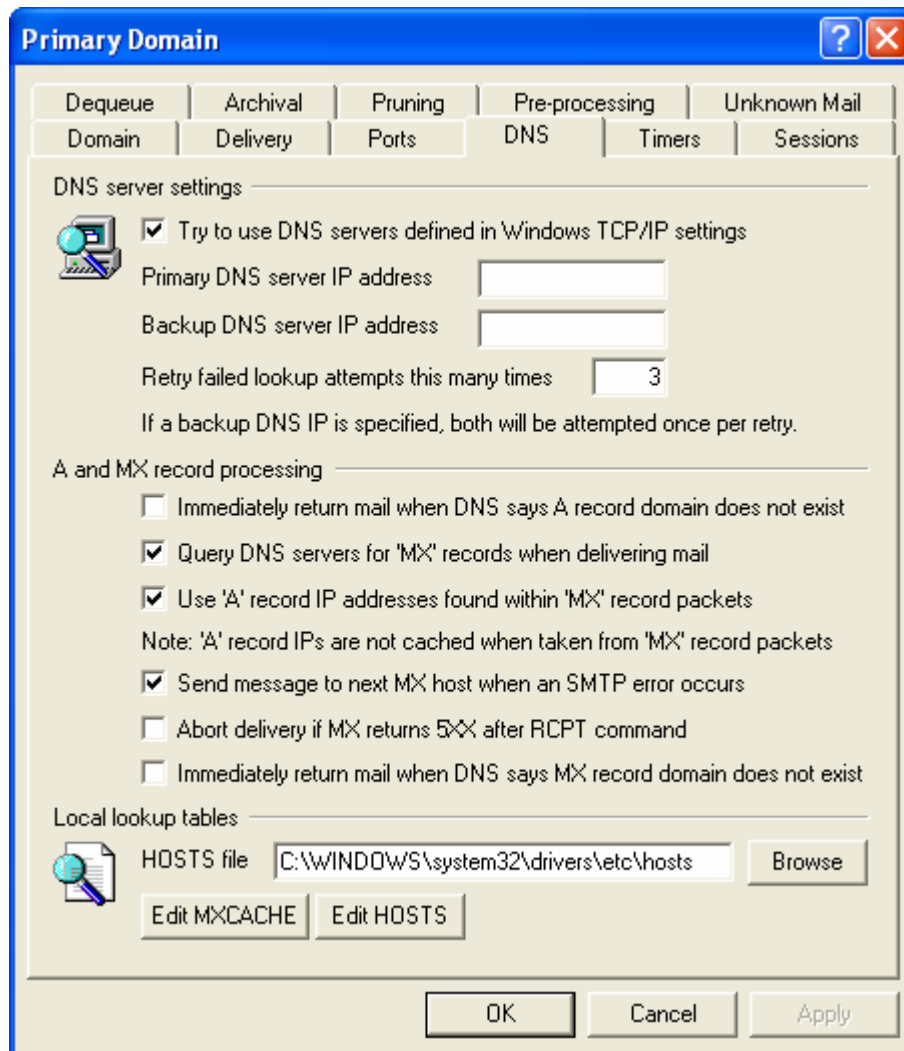 Primary Domain
Dequeue Archival Pruning Pre-processing Unknown Mail
Domain Delivery Ports DNS Timers Sessions
DNS server settings
Try to use DNS servers defined in Windows TCP/IP settings
Primary DNS server IP address
Backup DNS server IP address
Retry failed lookup attempts this many times 3
If a backup DNS IP is specified, both will be attempted once per retry.
A and MX record processing
Immediately return mail when DNS says A record domain does not exist
Query DNS servers for 'MX' records when delivering mail
Use 'A' record IP addresses found within 'MX' record packets
Note: 'A' record IPs are not cached when taken from 'MX' record packets
Send message to next MX host when an SMTP error occurs
Abort delivery if MX returns 5XX after RCPT command
Immediately return mail when DNS says MX record domain does not exist
Local lookup tables
HOSTS file C:\WINDOWS\system32\drivers\etc\hosts Browse
Edit MXCACHE Edit HOSTS
OK Cancel Apply